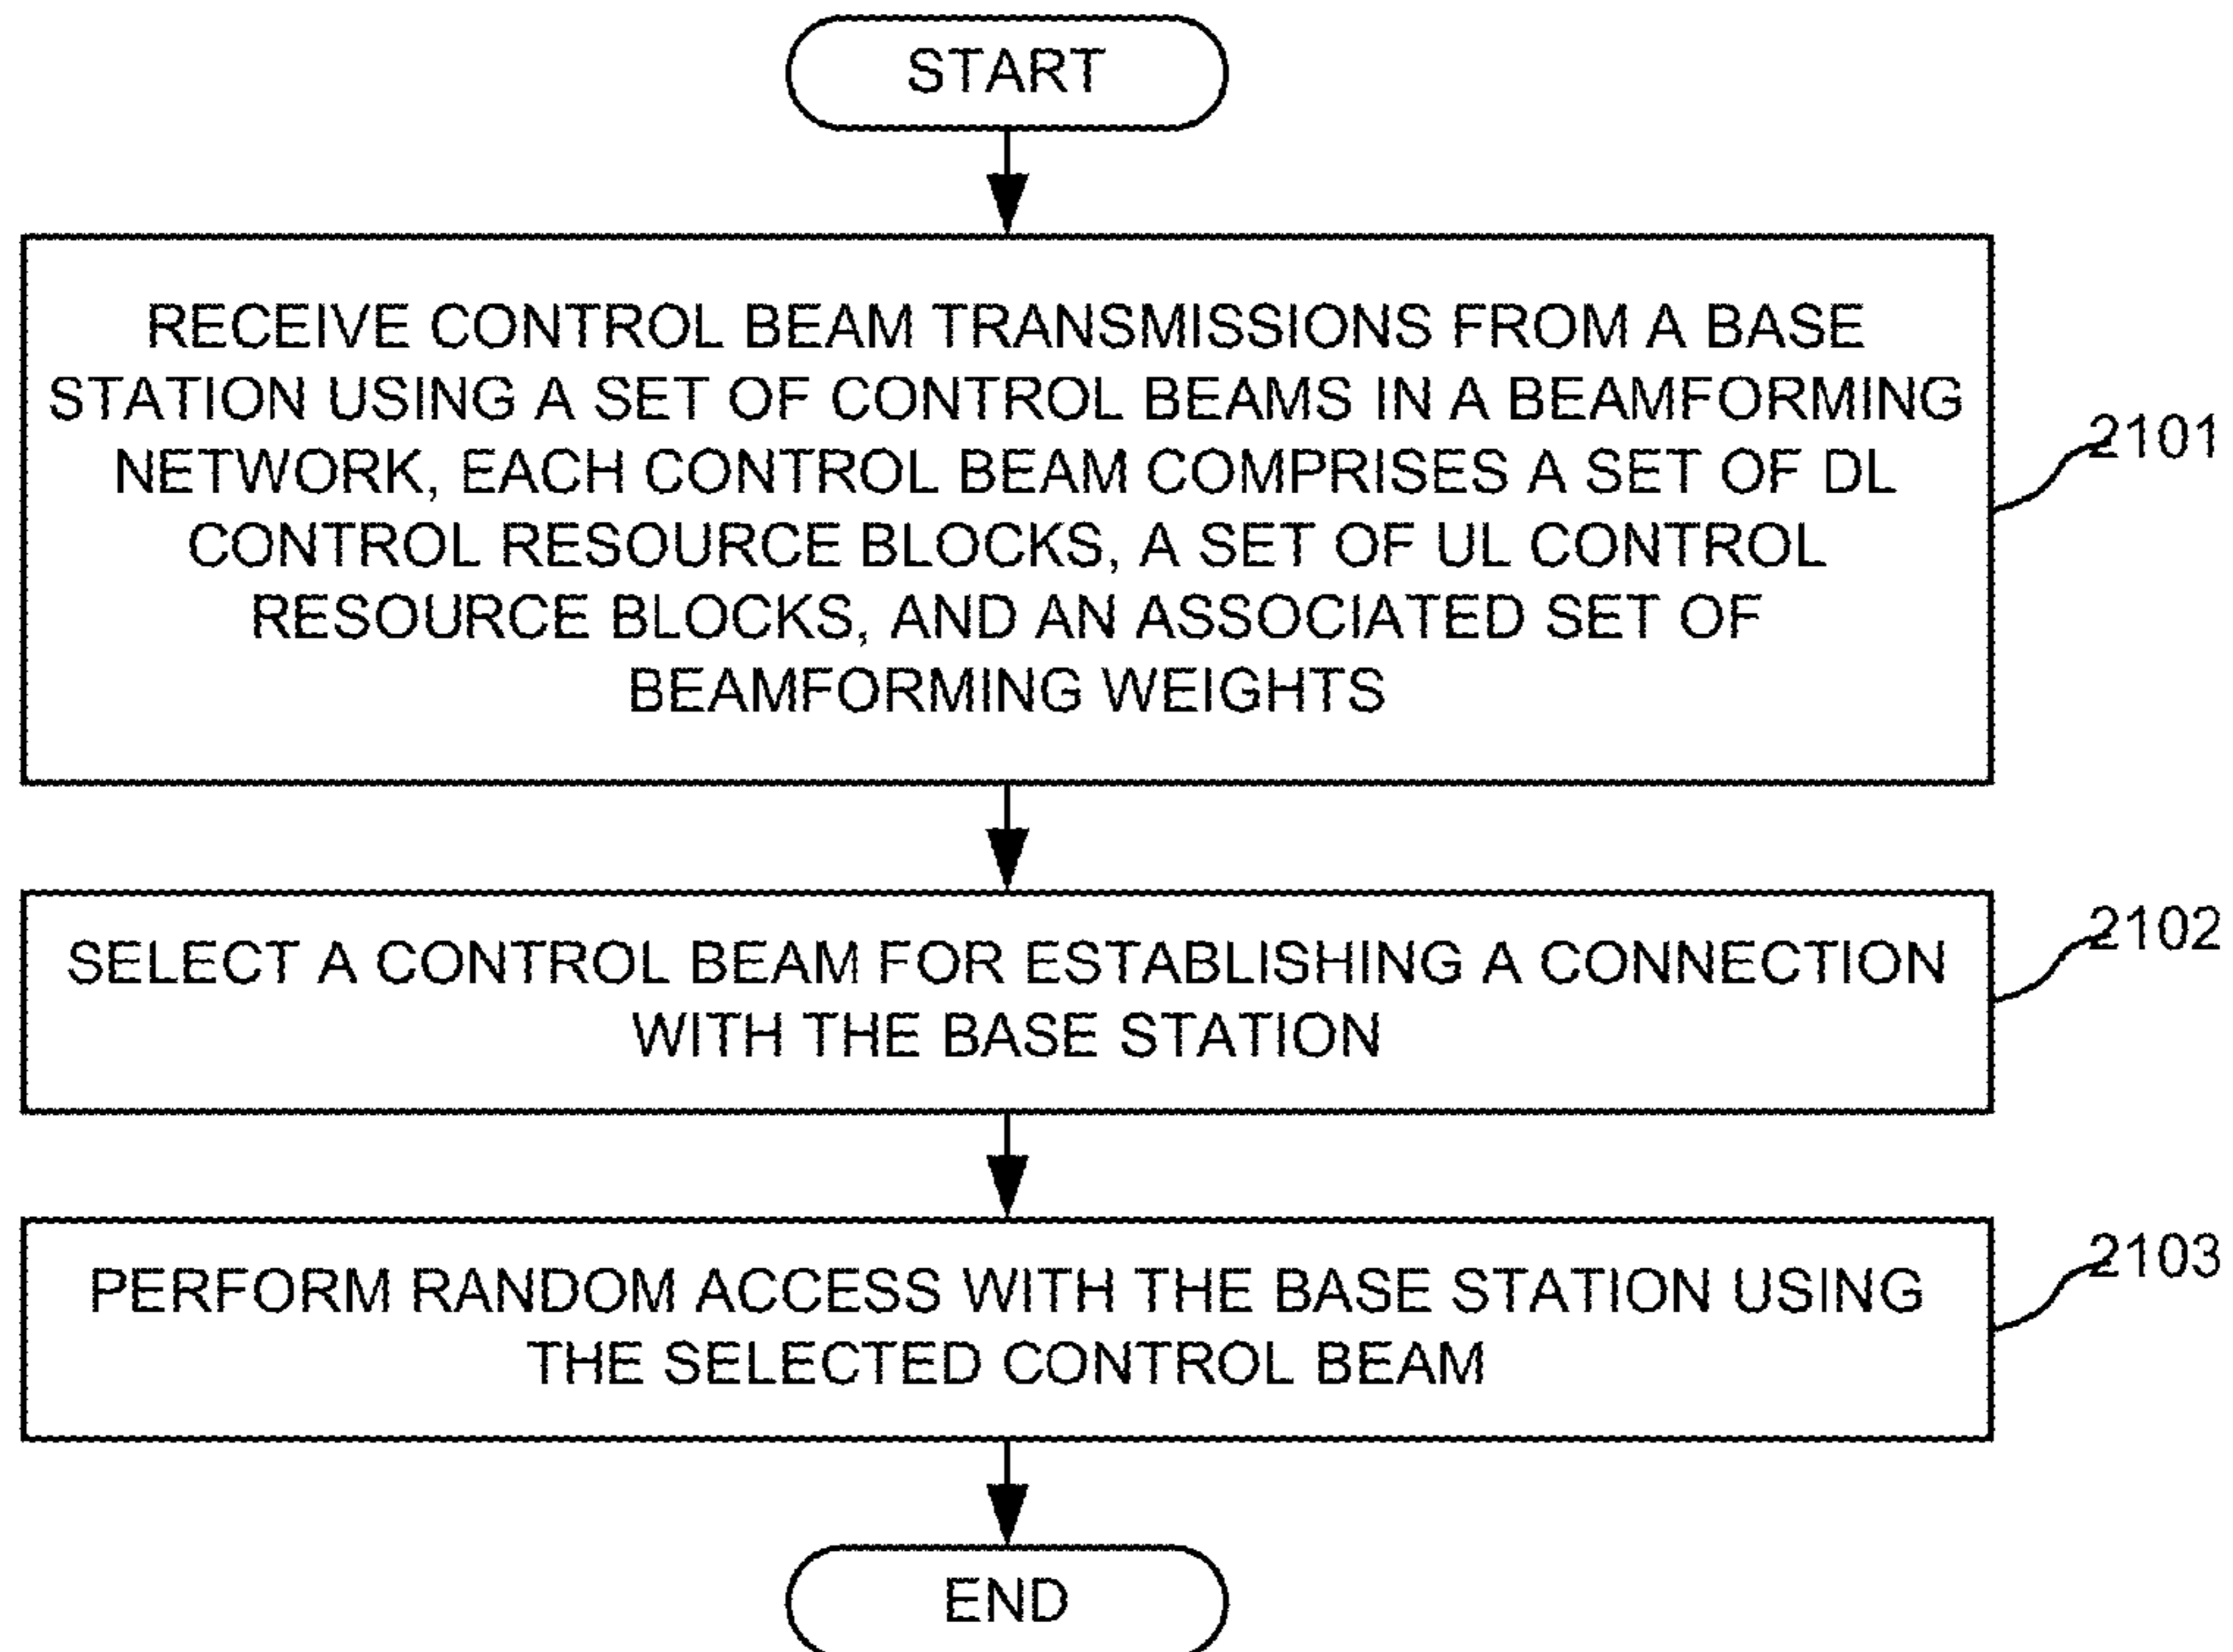 START
RECEIVE CONTROL BEAM TRANSMISSIONS FROM A BASE
STATION USING A SET OF CONTROL BEAMS IN A BEAMFORMING
NETWORK, EACH CONTROL BEAM COMPRISES A SET OF DL
CONTROL RESOURCE BLOCKS, A SET OF UL CONTROL
RESOURCE BLOCKS, AND AN ASSOCIATED SET OF
BEAMFORMING WEIGHTS
2101
SELECT A CONTROL BEAM FOR ESTABLISHING A CONNECTION
WITH THE BASE STATION
2102
PERFORM RANDOM ACCESS WITH THE BASE STATION USING
THE SELECTED CONTROL BEAM
2103
END